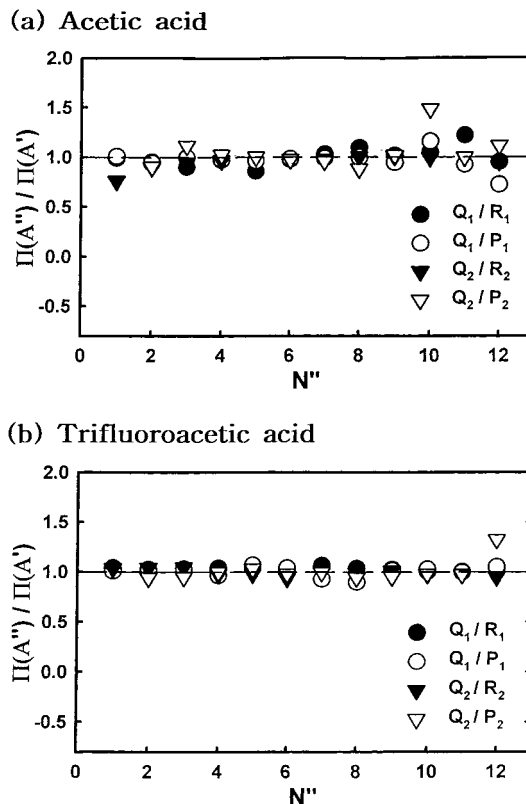 (a) Acetic acid
2.0
1.5
1.0
0.5
0.0
-0.5
Π(A'') / Π(A')
Q1 / R1
Q1 / P1
Q2 / R2
Q2 / P2
0 2 4 6 8 10 12
N"
(b) Trifluoroacetic acid
2.0
1.5
1.0
0.5
0.0
-0.5
Π(A'') / Π(A')
Q1 / R1
Q1 / P1
Q2 / R2
Q2 / P2
0 2 4 6 8 10 12
N"